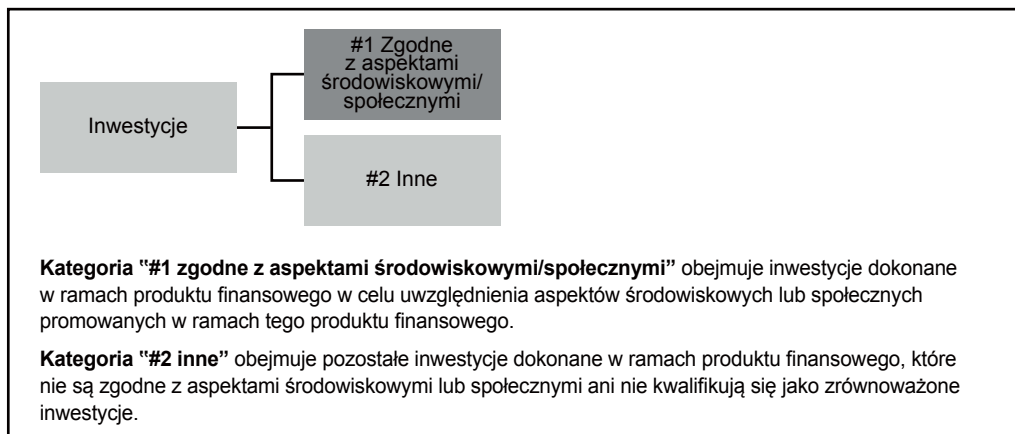 #1 Zgodne
z aspektami
środowiskowymi/
społecznymi
Inwestycje
#2 Inne
Kategoria “#1 zgodne z aspektami środowiskowymi/społecznymi” obejmuje inwestycje dokonane
w ramach produktu finansowego w celu uwzględnienia aspektów środowiskowych lub społecznych
promowanych w ramach tego produktu finansowego.
Kategoria “#2 inne” obejmuje pozostałe inwestycje dokonane w ramach produktu finansowego, które
nie są zgodne z aspektami środowiskowymi lub społecznymi ani nie kwalifikują się jako zrównoważone
inwestycje.